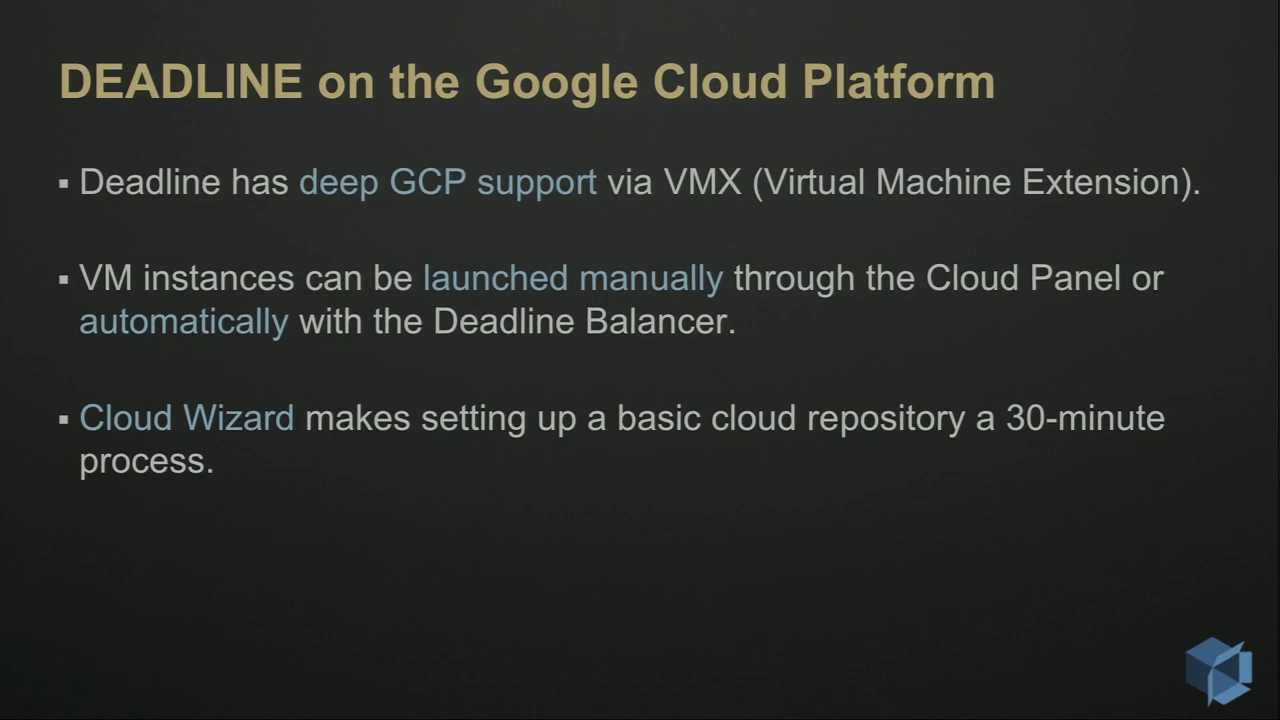 DEADLINE on the Google Cloud Platform
▪ Deadline has deep GCP support via VMX (Virtual Machine Extension).
▪ VM instances can be launched manually through the Cloud Panel or
automatically with the Deadline Balancer.
▪ Cloud Wizard makes setting up a basic cloud repository a 30-minute
process.